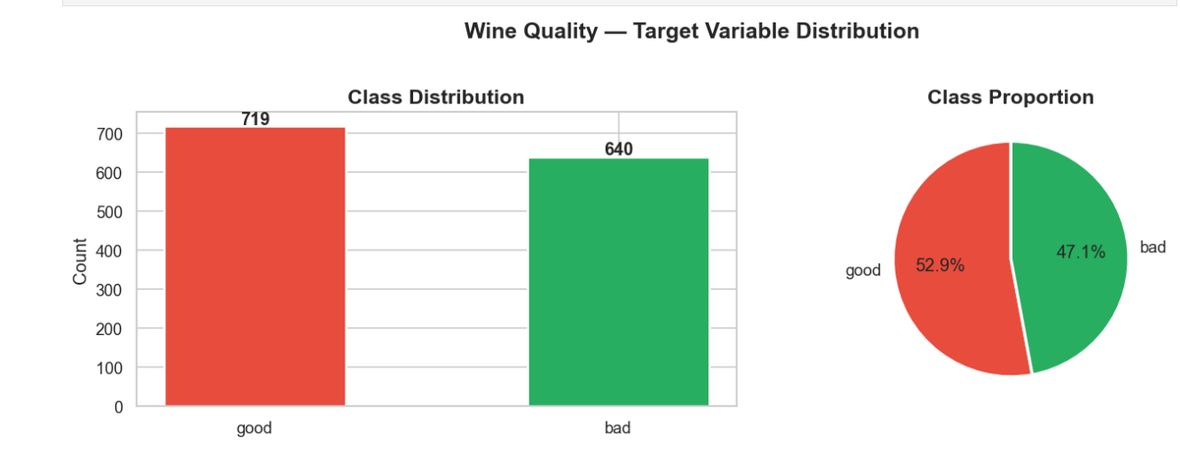 Wine Quality — Target Variable Distribution
Class Distribution
719
640
700
600
500
400
300
200
100
0
Count
good
bad
Class Proportion
good
52.9%
47.1%
bad